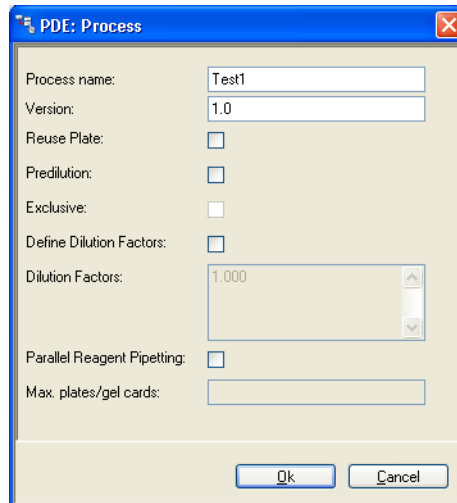 PDE: Process
Process name: Test1
Version: 1.0
Reuse Plate:
Predilution:
Exclusive:
Define Dilution Factors:
Dilution Factors: 1.000
Parallel Reagent Pipetting:
Max. plates/gel cards:
Ok Cancel